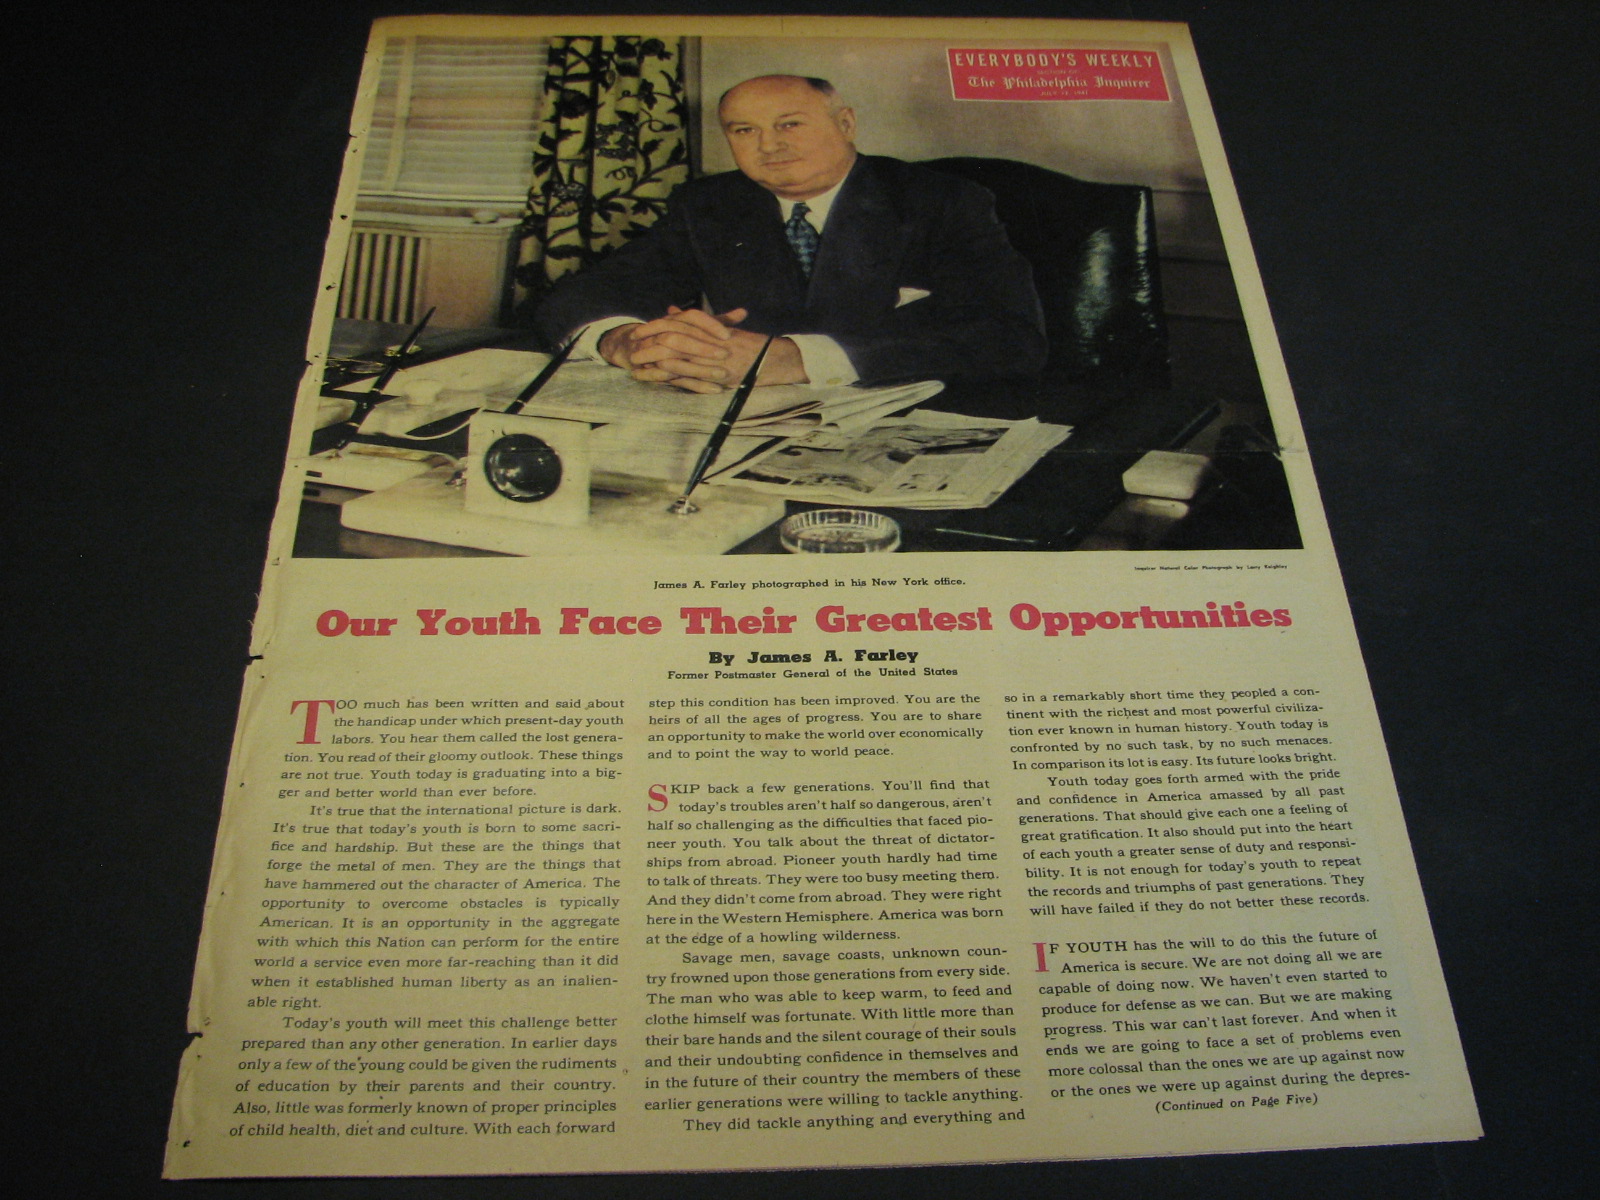 EVERYBODY'S WEEKLY
SECTION OF
The Philadelphia Inquirer
Inquirer Natural Color Photograph by Larry Keighley
James A. Farley photographed in his New York office.
Our Youth Face Their Greatest Opportunities
By James A. Farley
Former Postmaster General of the United States
TOO much has been written and said about
the handicap under which present-day youth
labors. You hear them called the lost genera-
tion. You read of their gloomy outlook. These things
are not true. Youth today is graduating into a big-
ger and better world than ever before.
It's true that the international picture is dark.
It's true that today's youth is born to some sacri-
fice and hardship. But these are the things that
forge the metal of men. They are the things that
have hammered out the character of America. The
opportunity to overcome obstacles is typically
American. It is an opportunity in the aggregate
with which this Nation can perform for the entire
world a service even more far-reaching than it did
when it established human liberty as an inalien-
able right.
Today's youth will meet this challenge better
prepared than any other generation. In earlier days
only a few of the young could be given the rudiments
of education by their parents and their country.
Also, little was formerly known of proper principles
of child health, diet and culture. With each forward
step this condition has been improved. You are the
heirs of all the ages of progress. You are to share
an opportunity to make the world over economically
and to point the way to world peace.
SKIP back a few generations. You'll find that
today's troubles aren't half so dangerous, aren't
half so challenging as the difficulties that faced pio-
neer youth. You talk about the threat of dictator-
ships from abroad. Pioneer youth hardly had time
to talk of threats. They were too busy meeting them.
And they didn't come from abroad. They were right
here in the Western Hemisphere. America was born
at the edge of a howling wilderness.
Savage men, savage coasts, unknown coun-
try frowned upon those generations from every side.
The man who was able to keep warm, to feed and
clothe himself was fortunate. With little more than
their bare hands and the silent courage of their souls
and their undoubting confidence in themselves and
in the future of their country the members of these
earlier generations were willing to tackle anything.
They did tackle anything and everything and
so in a remarkably short time they peopled a con-
tinent with the richest and most powerful civiliza-
tion ever known in human history. Youth today is
confronted by no such task, by no such menaces.
In comparison its lot is easy. Its future looks bright.
Youth today goes forth armed with the pride
and confidence in America amassed by all past
generations. That should give each one a feeling of
great gratification. It also should put into the heart
of each youth a greater sense of duty and responsi-
bility. It is not enough for today's youth to repeat
the records and triumphs of past generations. They
will have failed if they do not better these records.
IF YOUTH has the will to do this the future of
America is secure. We are not doing all we are
capable of doing now. We haven't even started to
produce for defense as we can. But we are making
progress. This war can't last forever. And when it
ends we are going to face a set of problems even
more colossal than the ones we are up against now
or the ones we were up against during the depres-
(Continued on Page Five)